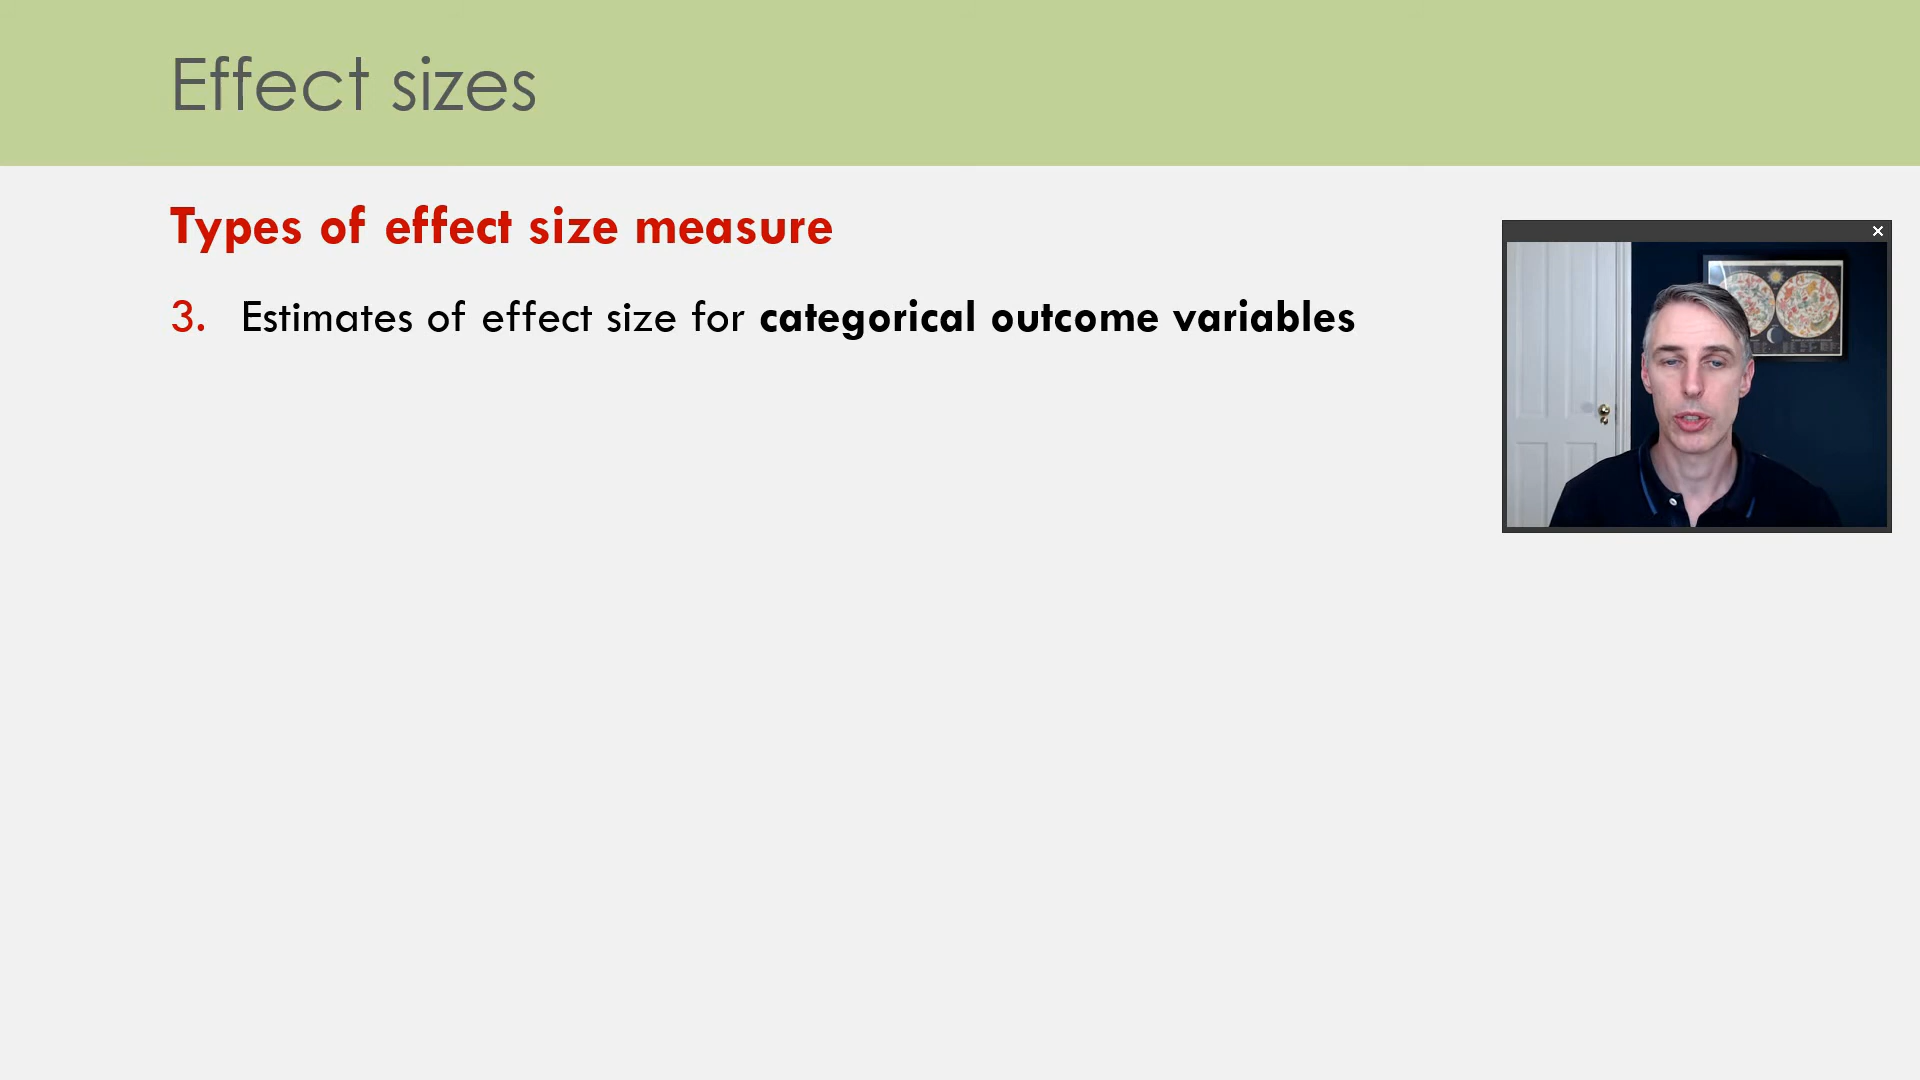 Effect sizes
Types of effect size measure
3. Estimates of effect size for categorical outcome variables